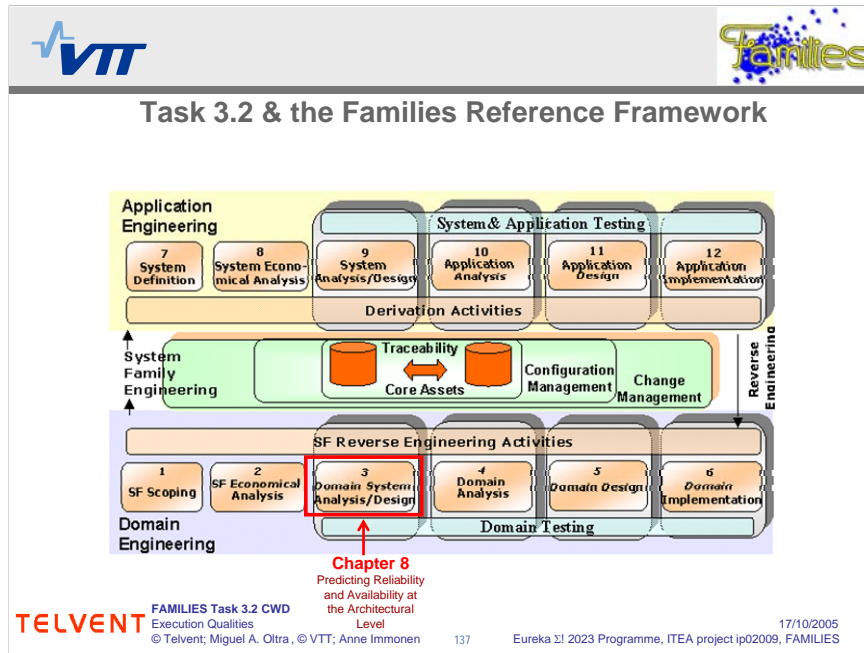 VTT
Families
Task 3.2 & the Families Reference Framework
Application
Engineering
System& Application Testing
7
System
Definition
8
System Econo-
mical Analysis
9
System
Analysis/Design
10
Application
Analysis
11
Application
Design
12
Application
Implementation
Derivation Activities
System
Family
Engineering
Traceability
Core Assets
Configuration
Management
Change
Management
Reverse
Engineering
SF Reverse Engineering Activities
1
SF Scoping
2
SF Economical
Analysis
3
Domain System
Analysis/Design
4
Domain
Analysis
5
Domain Design
6
Domain
Implementation
Domain Testing
Domain
Engineering
Chapter 8
Predicting Reliability
and Availability at
the Architectural
Level
TELVENT
FAMILIES Task 3.2 CWD
Execution Qualities
© Telvent; Miguel A. Oltra , © VTT; Anne Immonen
137
17/10/2005
Eureka Σ! 2023 Programme, ITEA project ip02009, FAMILIES